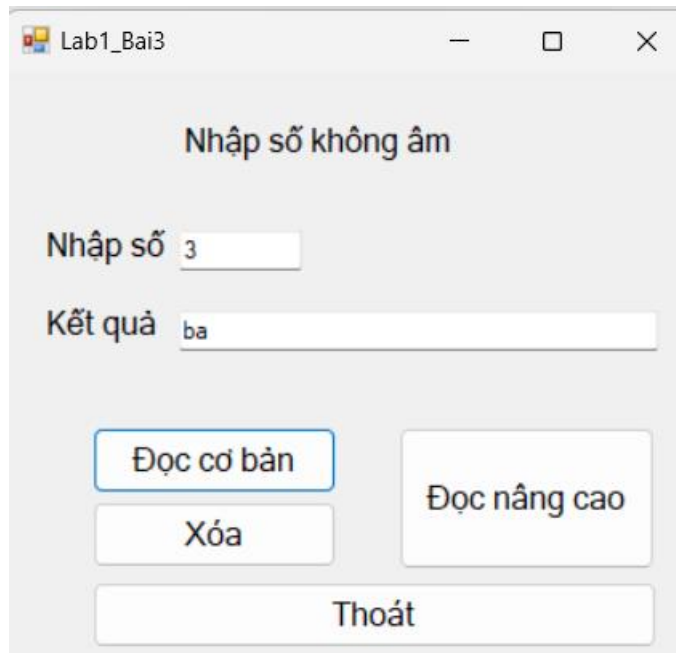 Lab1_Bai3
Nhập số không âm
Nhập số 3
Kết quả ba
Đọc cơ bản
Đọc nâng cao
Xóa
Thoát